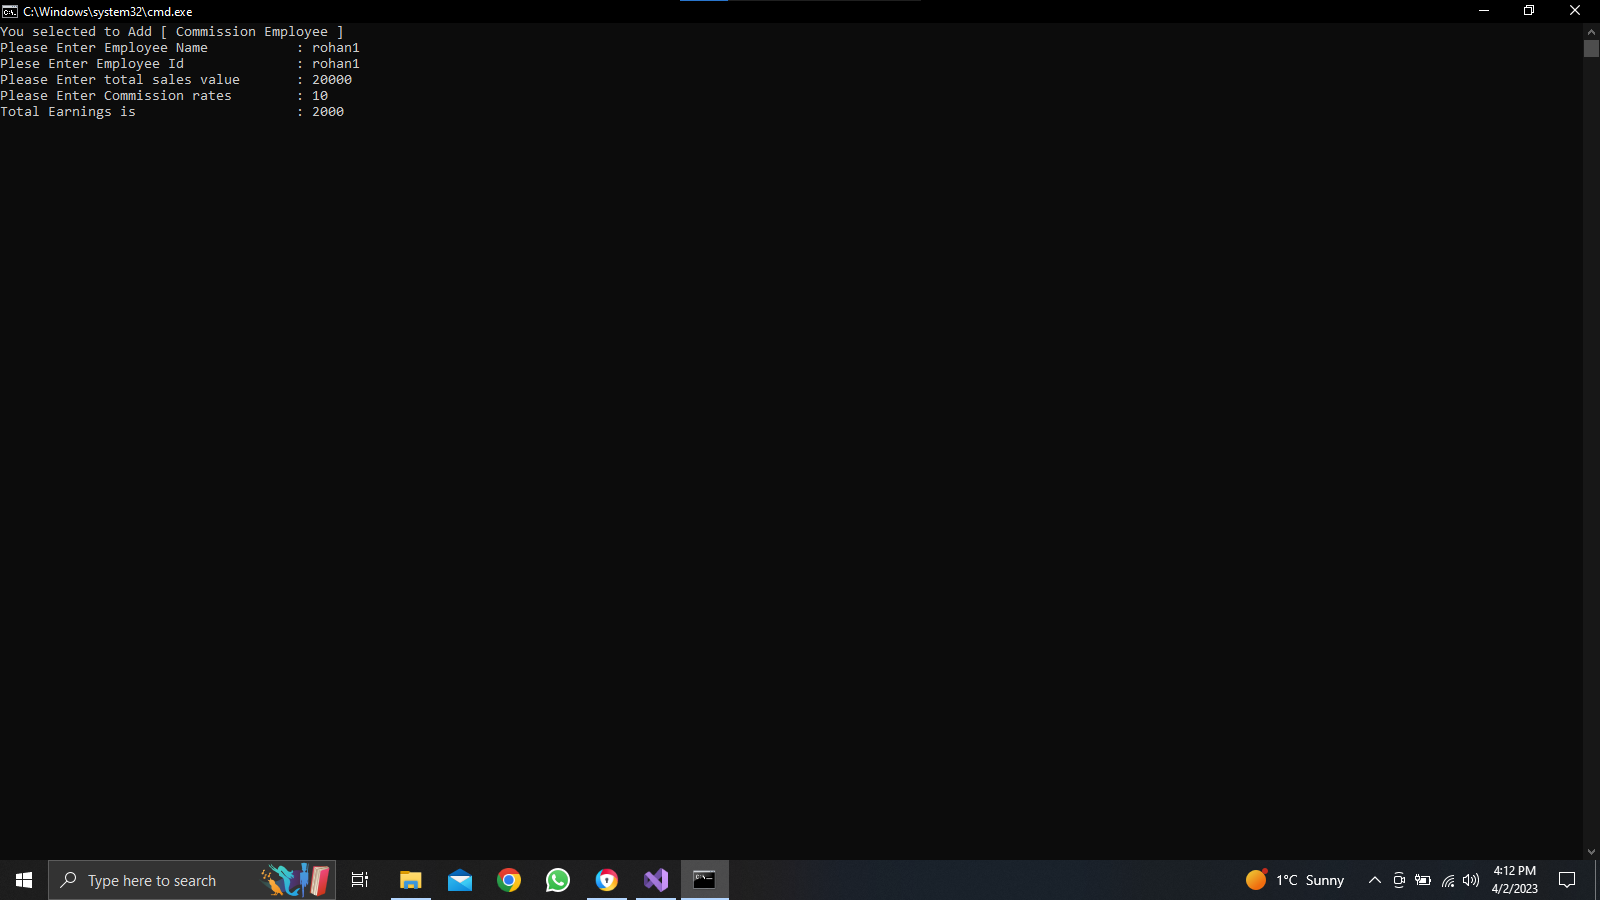 C:\Windows\system32\cmd.exe
You selected to Add [ Commission Employee ]
Please Enter Employee Name : rohan1
Plese Enter Employee Id : rohan1
Please Enter total sales value : 20000
Please Enter Commission rates : 10
Total Earnings is : 2000
Type here to search
1°C Sunny
4:12 PM
4/2/2023